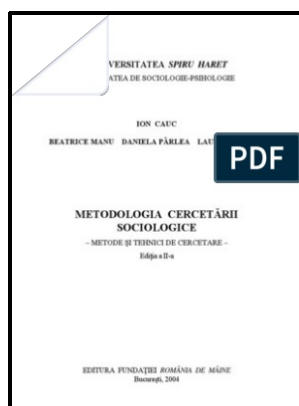 VERSITATEA SPIRU HARET
ATEA DE SOCIOLOGIE-PSIHOLOGIE
ION CAUC
BEATRICE MANU DANIELA PÂRLEA LAU
PDF
METODOLOGIA CERCETĂRII
SOCIOLOGICE
– METODE ŞI TEHNICI DE CERCETARE –
Ediţia a II-a
EDITURA FUNDAŢIEI ROMÂNIA DE MÂINE
Bucureşti, 2004